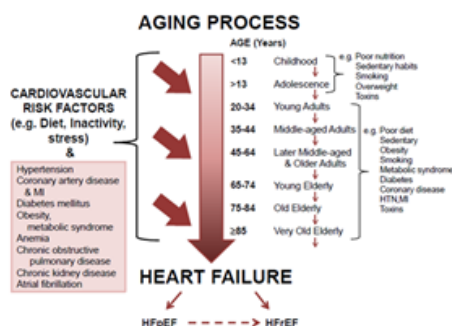 AGING PROCESS
AGE (Years)
<13 Childhood
>13 Adolescence
20-34 Young Adults
35-44 Middle-aged Adults
45-64 Later Middle-aged
& Older Adults
65-74 Young Elderly
75-84 Old Elderly
≥85 Very Old Elderly
e.g. Poor nutrition
Sedentary habits
Smoking
Overweight
Toxins
e.g. Poor diet
Sedentary
Obesity
Smoking
Metabolic syndrome
Diabetes
Coronary disease
HTN,MI
Toxins
CARDIOVASCULAR
RISK FACTORS
(e.g. Diet, Inactivity,
stress)
&
Hypertension
Coronary artery disease
& MI
Diabetes mellitus
Obesity,
metabolic syndrome
Anemia
Chronic obstructive
pulmonary disease
Chronic kidney disease
Atrial fibrillation
HEART FAILURE
HFpEF
HFrEF